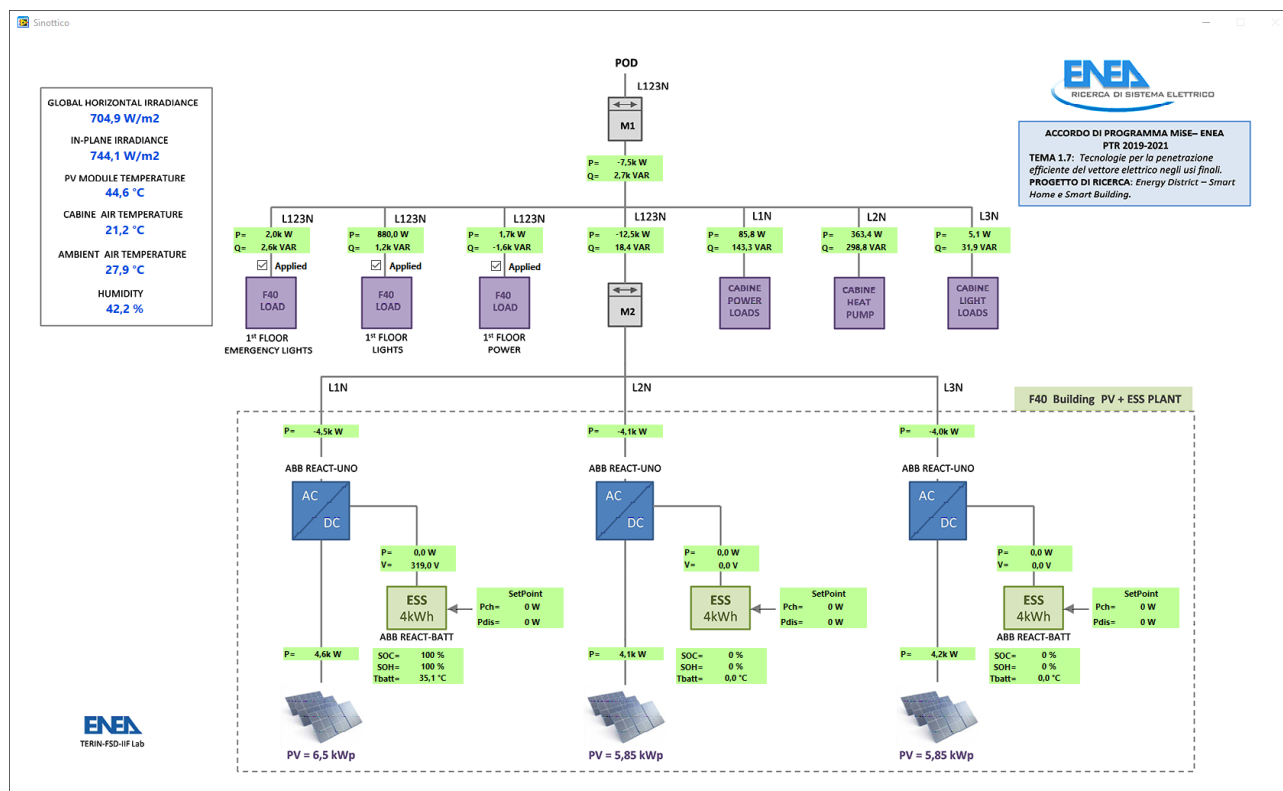 Sinottico
POD
L123N
M1
P= -7,5k W
Q= 2,7k VAR
GLOBAL HORIZONTAL IRRADIANCE
704,9 W/m2
IN-PLANE IRRADIANCE
744,1 W/m2
PV MODULE TEMPERATURE
44,6 °C
CABINE AIR TEMPERATURE
21,2 °C
AMBIENT AIR TEMPERATURE
27,9 °C
HUMIDITY
42,2 %
ENEA
RICERCA DI SISTEMA ELETTRICO
ACCORDO DI PROGRAMMA MiSE– ENEA
PTR 2019-2021
TEMA 1.7: Tecnologie per la penetrazione
efficiente del vettore elettrico negli usi finali.
PROGETTO DI RICERCA: Energy District – Smart
Home e Smart Building.
L123N
P= 2,0k W
Q= 2,6k VAR
Applied
F40
LOAD
1st FLOOR
EMERGENCY LIGHTS
L123N
P= 880,0 W
Q= 1,2k VAR
Applied
F40
LOAD
1st FLOOR
LIGHTS
L123N
P= 1,7k W
Q= -1,6k VAR
Applied
F40
LOAD
1st FLOOR
POWER
L123N
P= -12,5k W
Q= 18,4 VAR
M2
L1N
P= 85,8 W
Q= 143,3 VAR
CABINE
POWER
LOADS
L2N
P= 363,4 W
Q= 298,8 VAR
CABINE
HEAT
PUMP
L3N
P= 5,1 W
Q= 31,9 VAR
CABINE
LIGHT
LOADS
F40 Building PV + ESS PLANT
L1N
P= -4,5k W
ABB REACT-UNO
AC
DC
P= 0,0 W
V= 319,0 V
ESS
4kWh
SetPoint
Pch= 0 W
Pdis= 0 W
ABB REACT-BATT
SOC= 100 %
SOH= 100 %
Tbatt= 35,1 °C
P= 4,6k W
PV = 6,5 kWp
L2N
P= -4,1k W
ABB REACT-UNO
AC
DC
P= 0,0 W
V= 0,0 V
ESS
4kWh
SetPoint
Pch= 0 W
Pdis= 0 W
SOC= 0 %
SOH= 0 %
Tbatt= 0,0 °C
P= 4,1k W
PV = 5,85 kWp
L3N
P= -4,0k W
ABB REACT-UNO
AC
DC
P= 0,0 W
V= 0,0 V
ESS
4kWh
SetPoint
Pch= 0 W
Pdis= 0 W
ABB REACT-BATT
SOC= 0 %
SOH= 0 %
Tbatt= 0,0 °C
P= 4,2k W
PV = 5,85 kWp
ENEA
TERIN-FSD-IIF Lab